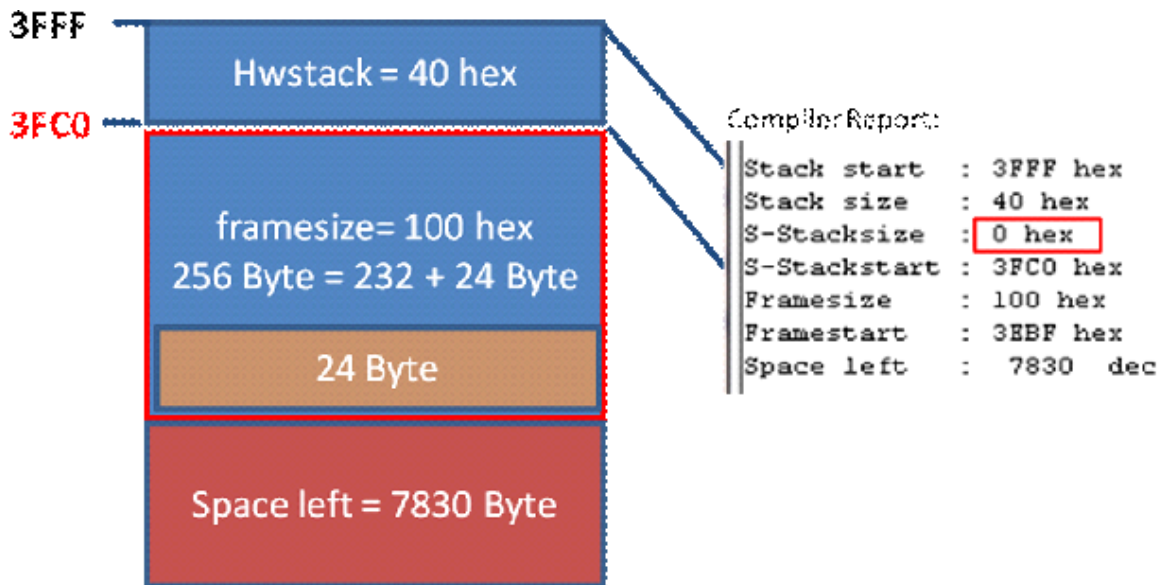 3FFF
Hwstack = 40 hex
3FC0
framesize= 100 hex
256 Byte = 232 + 24 Byte
24 Byte
Space left = 7830 Byte
Compiler Report:
Stack start : 3FFF hex
Stack size : 40 hex
S-Stacksize : 0 hex
S-Stackstart : 3FC0 hex
Framesize : 100 hex
Framestart : 3EBF hex
Space left : 7830 dec